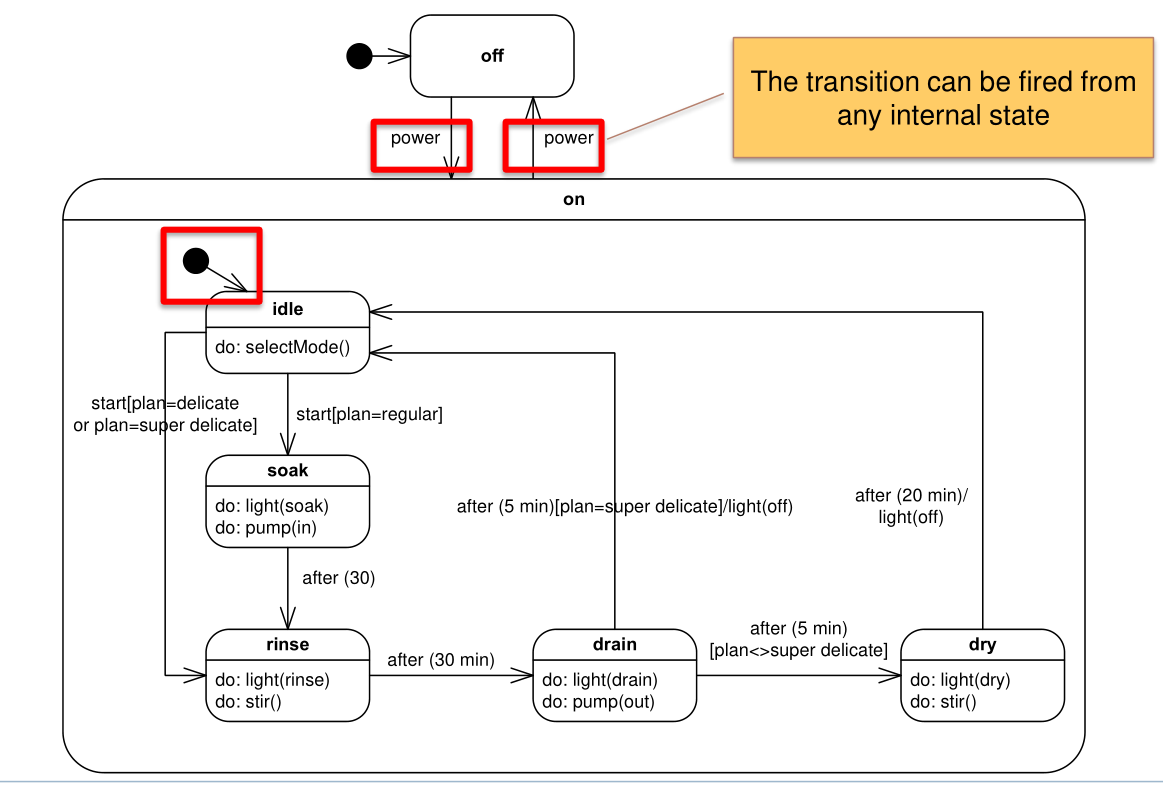 off
The transition can be fired from
any internal state
power
power
on
idle
do: selectMode()
start[plan=delicate
or plan=super delicate]
start[plan=regular]
soak
do: light(soak)
do: pump(in)
after (5 min)[plan=super delicate]/light(off)
after (20 min)/
light(off)
after (30)
rinse
do: light(rinse)
do: stir()
after (30 min)
drain
do: light(drain)
do: pump(out)
after (5 min)
[plan<>super delicate]
dry
do: light(dry)
do: stir()